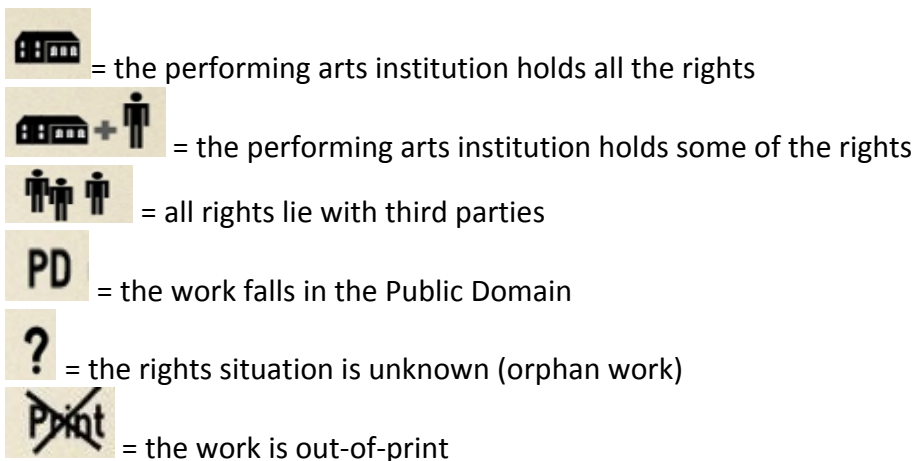 = the performing arts institution holds all the rights
+ = the performing arts institution holds some of the rights
= all rights lie with third parties
PD = the work falls in the Public Domain
? = the rights situation is unknown (orphan work)
Print = the work is out-of-print